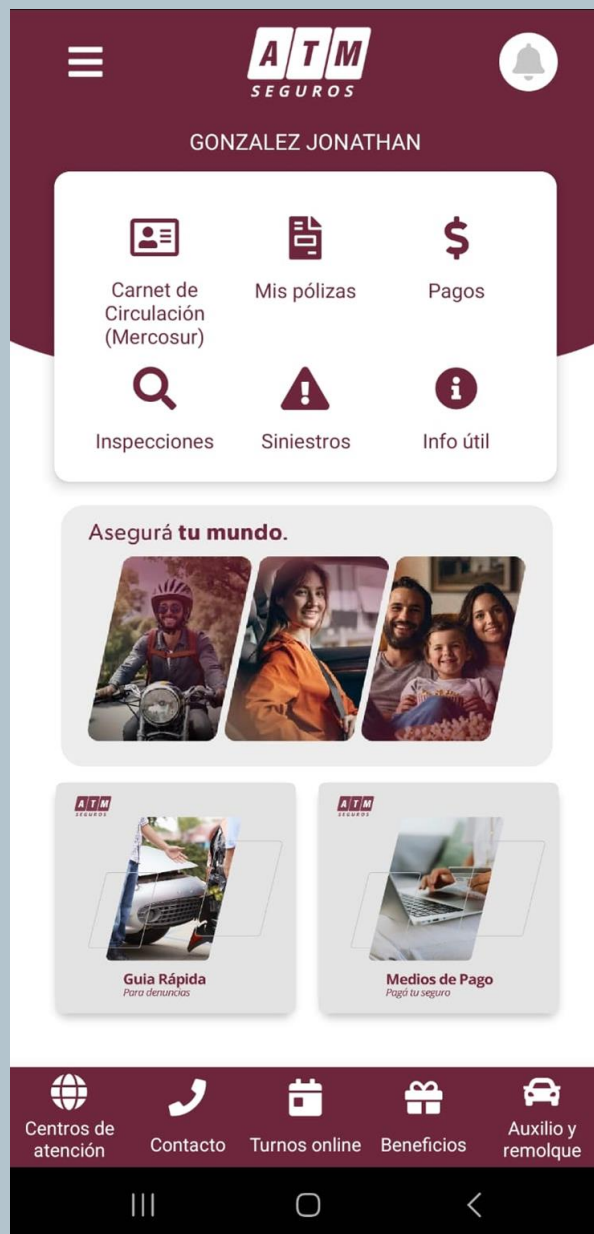 ATM
SEGUROS
GONZALEZ JONATHAN
Carnet de
Circulación
(Mercosur)
Mis pólizas
Pagos
Inspecciones
Siniestros
Info útil
Asegurá tu mundo.
ATM
SEGUROS
Guia Rápida
Para denuncias
ATM
SEGUROS
Medios de Pago
Pagá tu seguro
Centros de
atención
Contacto
Turnos online
Beneficios
Auxilio y
remolque